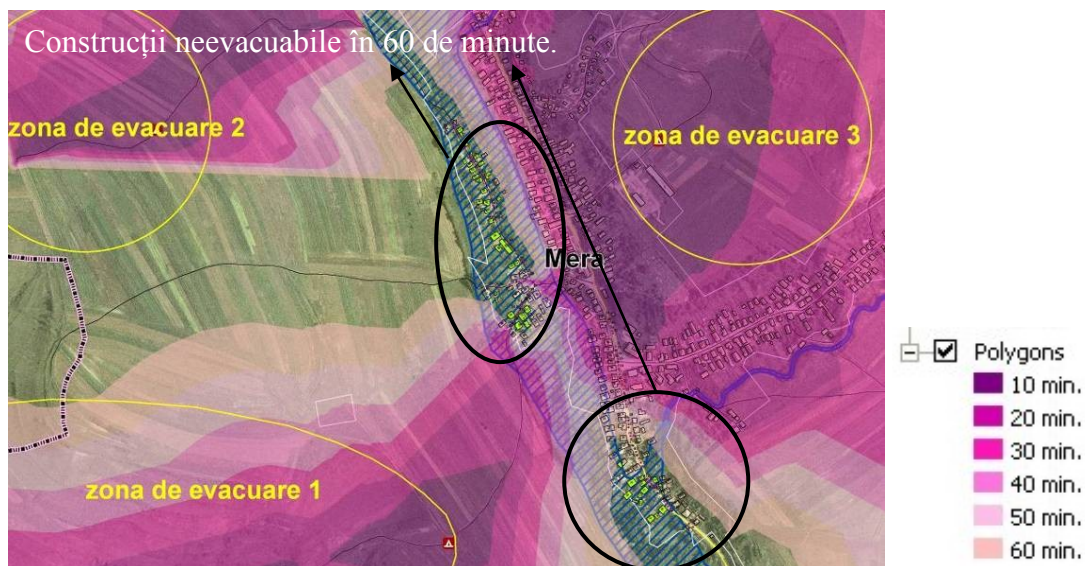 Construcții neevacuabile în 60 de minute.
zona de evacuare 2
zona de evacuare 3
Mera
zona de evacuare 1
Polygons
10 min.
20 min.
30 min.
40 min.
50 min.
60 min.